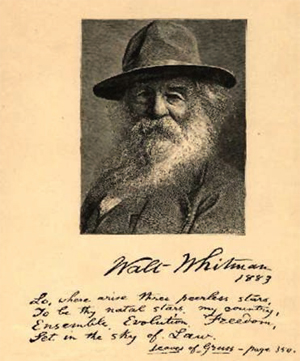 Walt Whitman
1883
Lo, where arise three peerless stars,
To be thy natal stars my country,
Ensemble, Evolution, Freedom,
Set in the sky of Law.
Leaves of Grass - page 350.